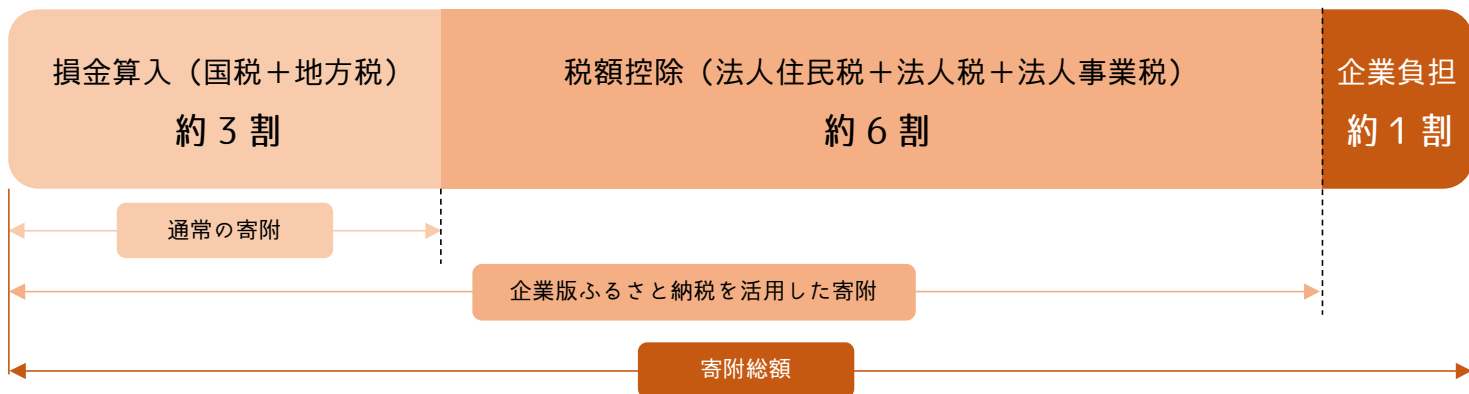 損金算入（国税＋地方税）
約３割
税額控除（法人住民税＋法人税＋法人事業税）
約６割
企業負担
約１割
通常の寄附
企業版ふるさと納税を活用した寄附
寄附総額